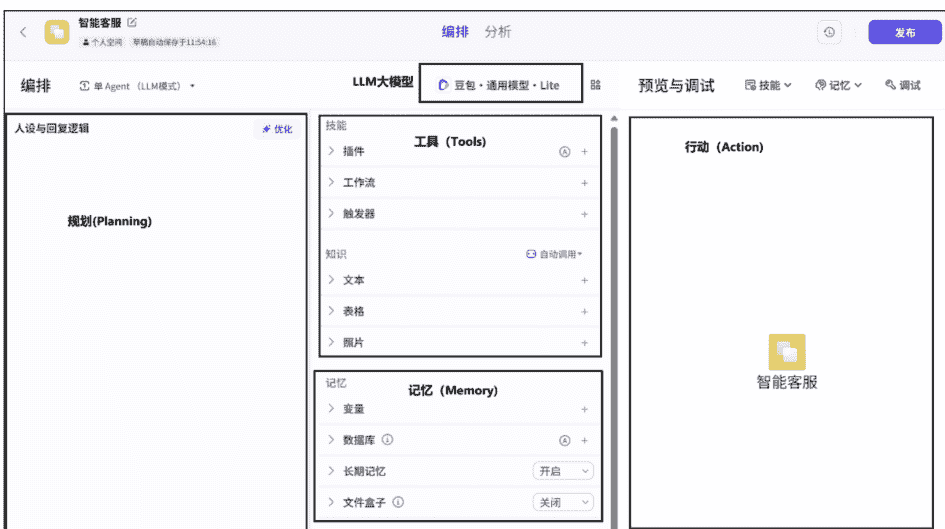 智能客服
个人空间 草稿自动保存于11:54:16
编排 分析
发布
编排
单 Agent（LLM模式）
LLM大模型
豆包·通用模型·Lite
预览与调试
技能
记忆
调试
人设与回复逻辑
优化
规划(Planning)
技能
工具（Tools）
插件
工作流
触发器
知识
自动调用
文本
表格
照片
记忆
记忆（Memory)
变量
数据库
长期记忆
开启
文件盒子
关闭
行动（Action)
智能客服